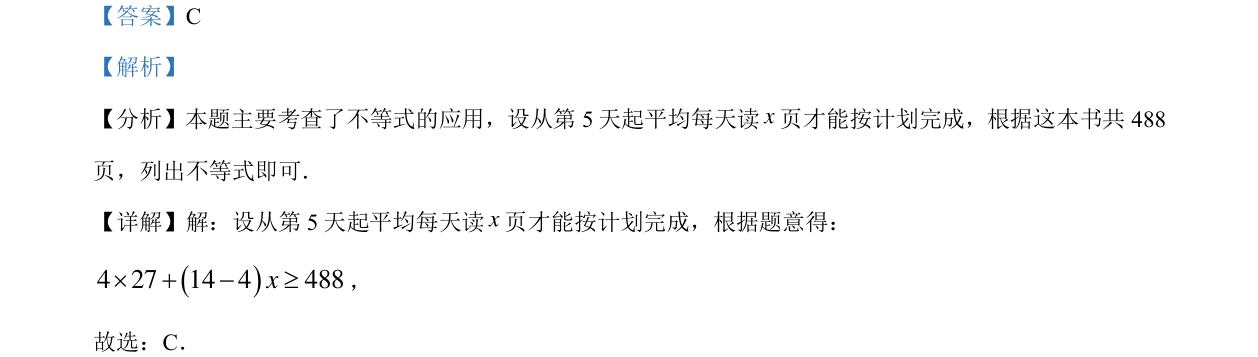 【答案】C
【解析】
【分析】本题主要考查了不等式的应用，设从第 5 天起平均每天读 x 页才能按计划完成，根据这本书共 488
页，列出不等式即可．
【详解】解：设从第 5 天起平均每天读 x 页才能按计划完成，根据题意得：
4×27+(14−4)x≥488，
故选：C．